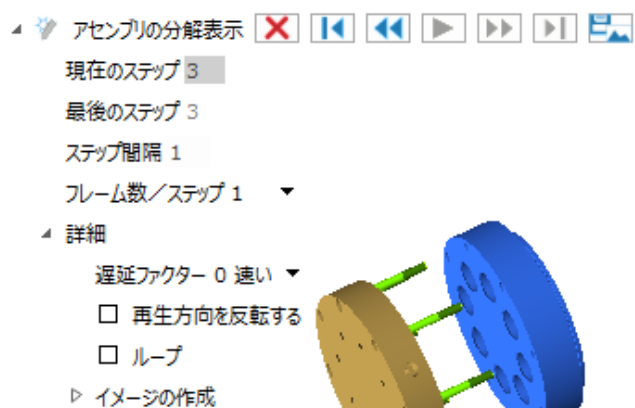 アセンブリの分解表示
現在のステップ 3
最後のステップ 3
ステップ間隔 1
フレーム数／ステップ 1
詳細
遅延ファクター 0 速い
再生方向を反転する
ループ
イメージの作成